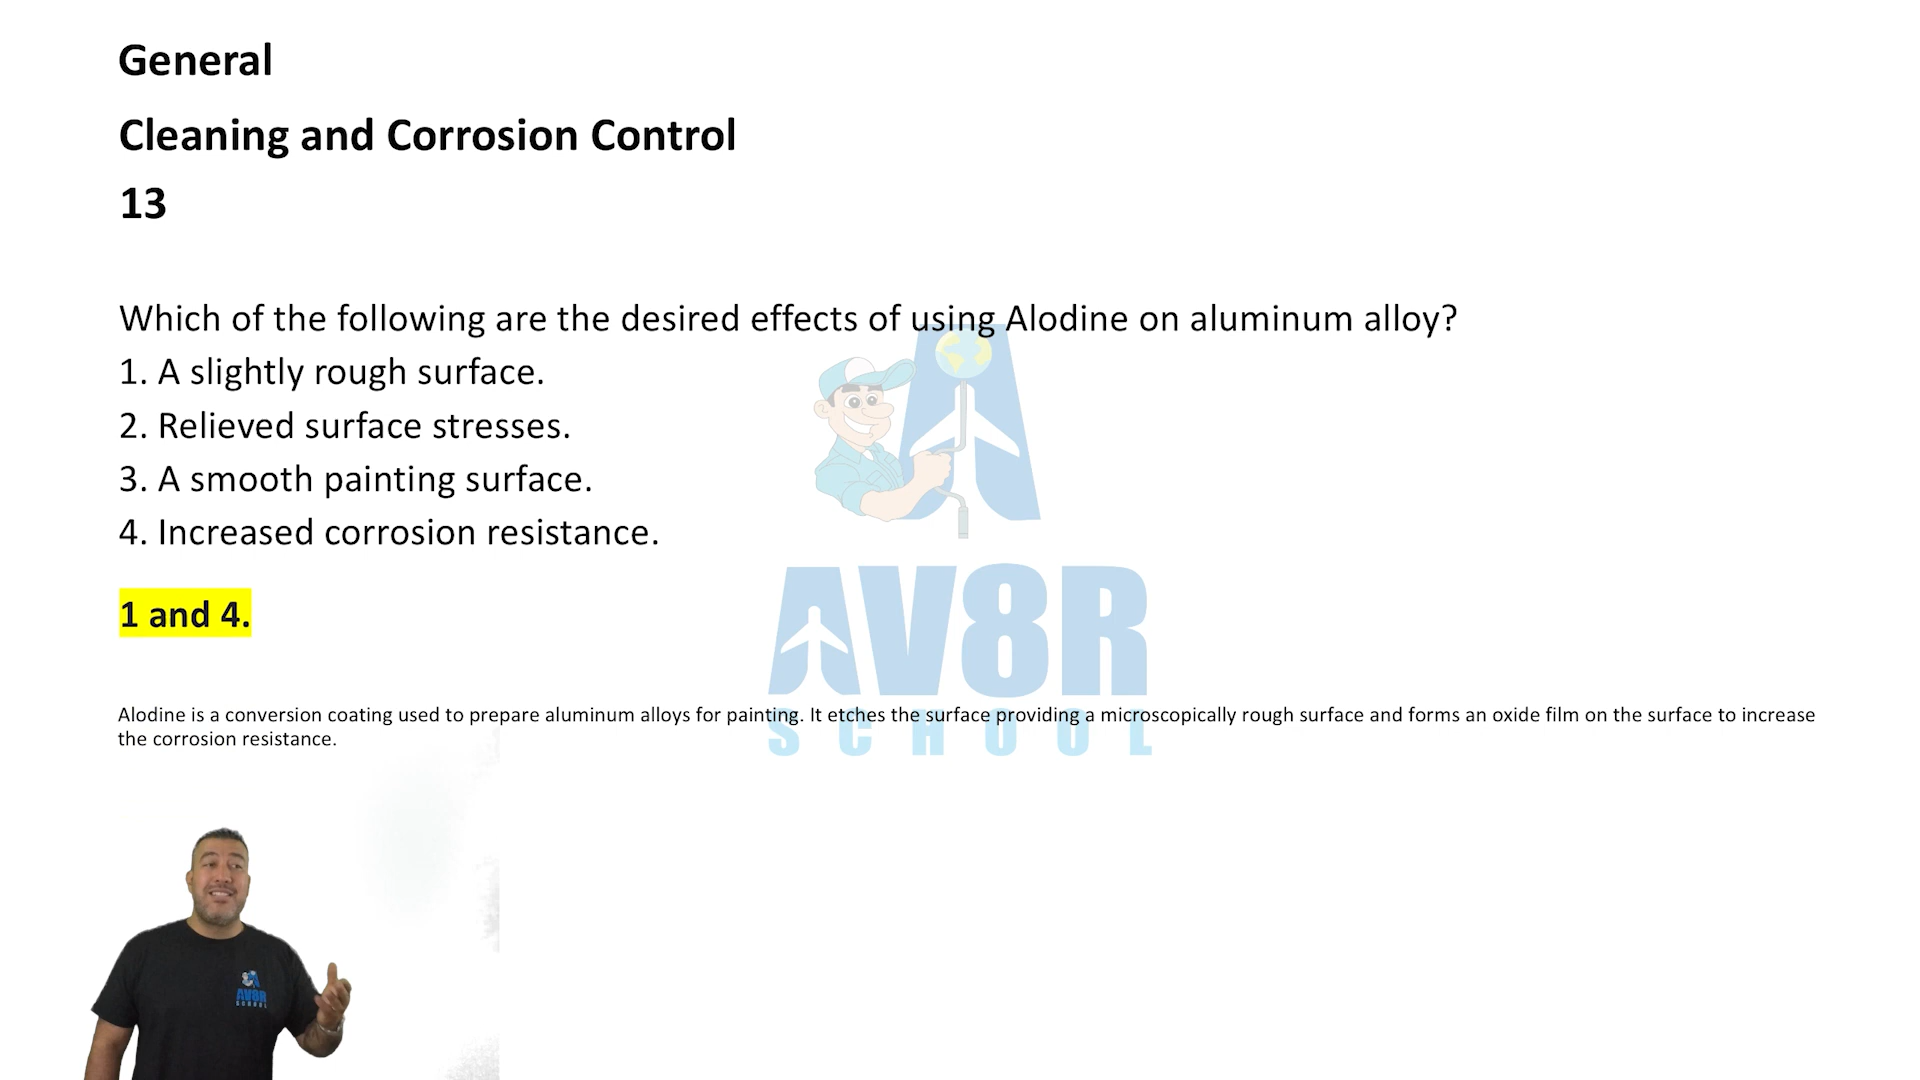 General
Cleaning and Corrosion Control
13
Which of the following are the desired effects of using Alodine on aluminum alloy?
1. A slightly rough surface.
2. Relieved surface stresses.
3. A smooth painting surface.
4. Increased corrosion resistance.
1 and 4.
AV8R
Alodine is a conversion coating used to prepare aluminum alloys for painting. It etches the surface providing a microscopically rough surface and forms an oxide film on the surface to increase
the corrosion resistance.
SCHOOL
AV8R
SCHOOL